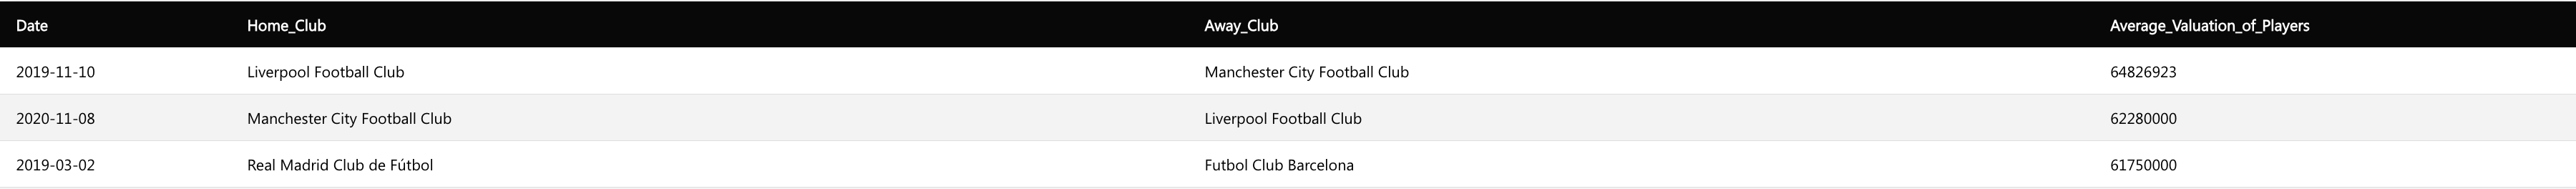 Date Home_Club Away_Club Average_Valuation_of_Players
2019-11-10 Liverpool Football Club Manchester City Football Club 64826923
2020-11-08 Manchester City Football Club Liverpool Football Club 62280000
2019-03-02 Real Madrid Club de Fútbol Futbol Club Barcelona 61750000